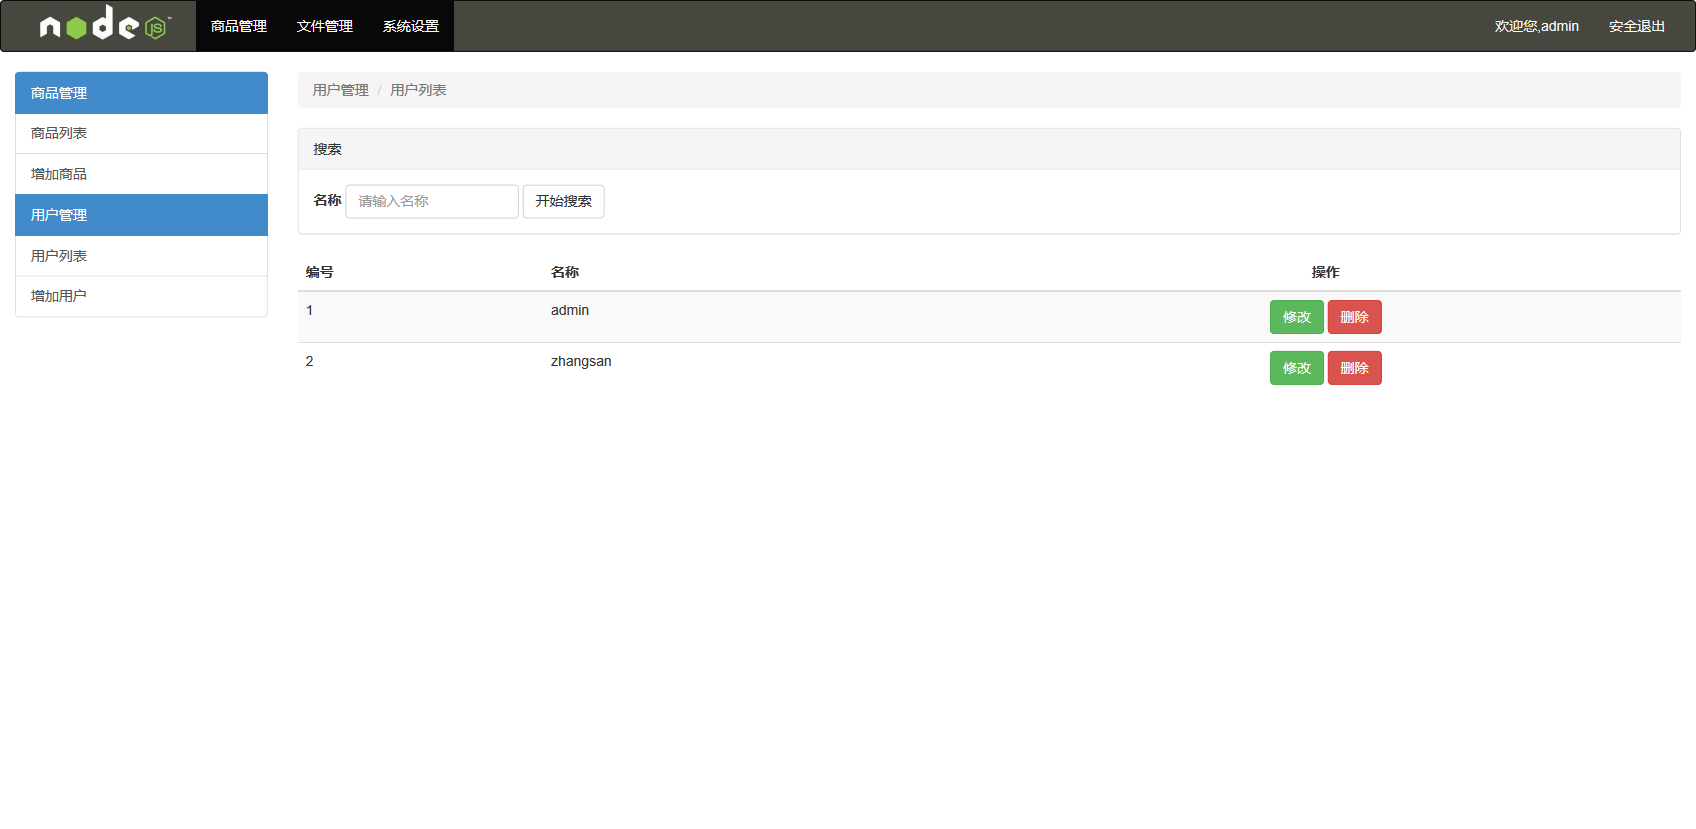 node JS™ 商品管理 文件管理 系统设置 欢迎您,admin 安全退出
商品管理
商品列表
增加商品
用户管理
用户列表
增加用户
用户管理 / 用户列表
搜索
名称 请输入名称 开始搜索
编号 名称 操作
1 admin 修改 删除
2 zhangsan 修改 删除